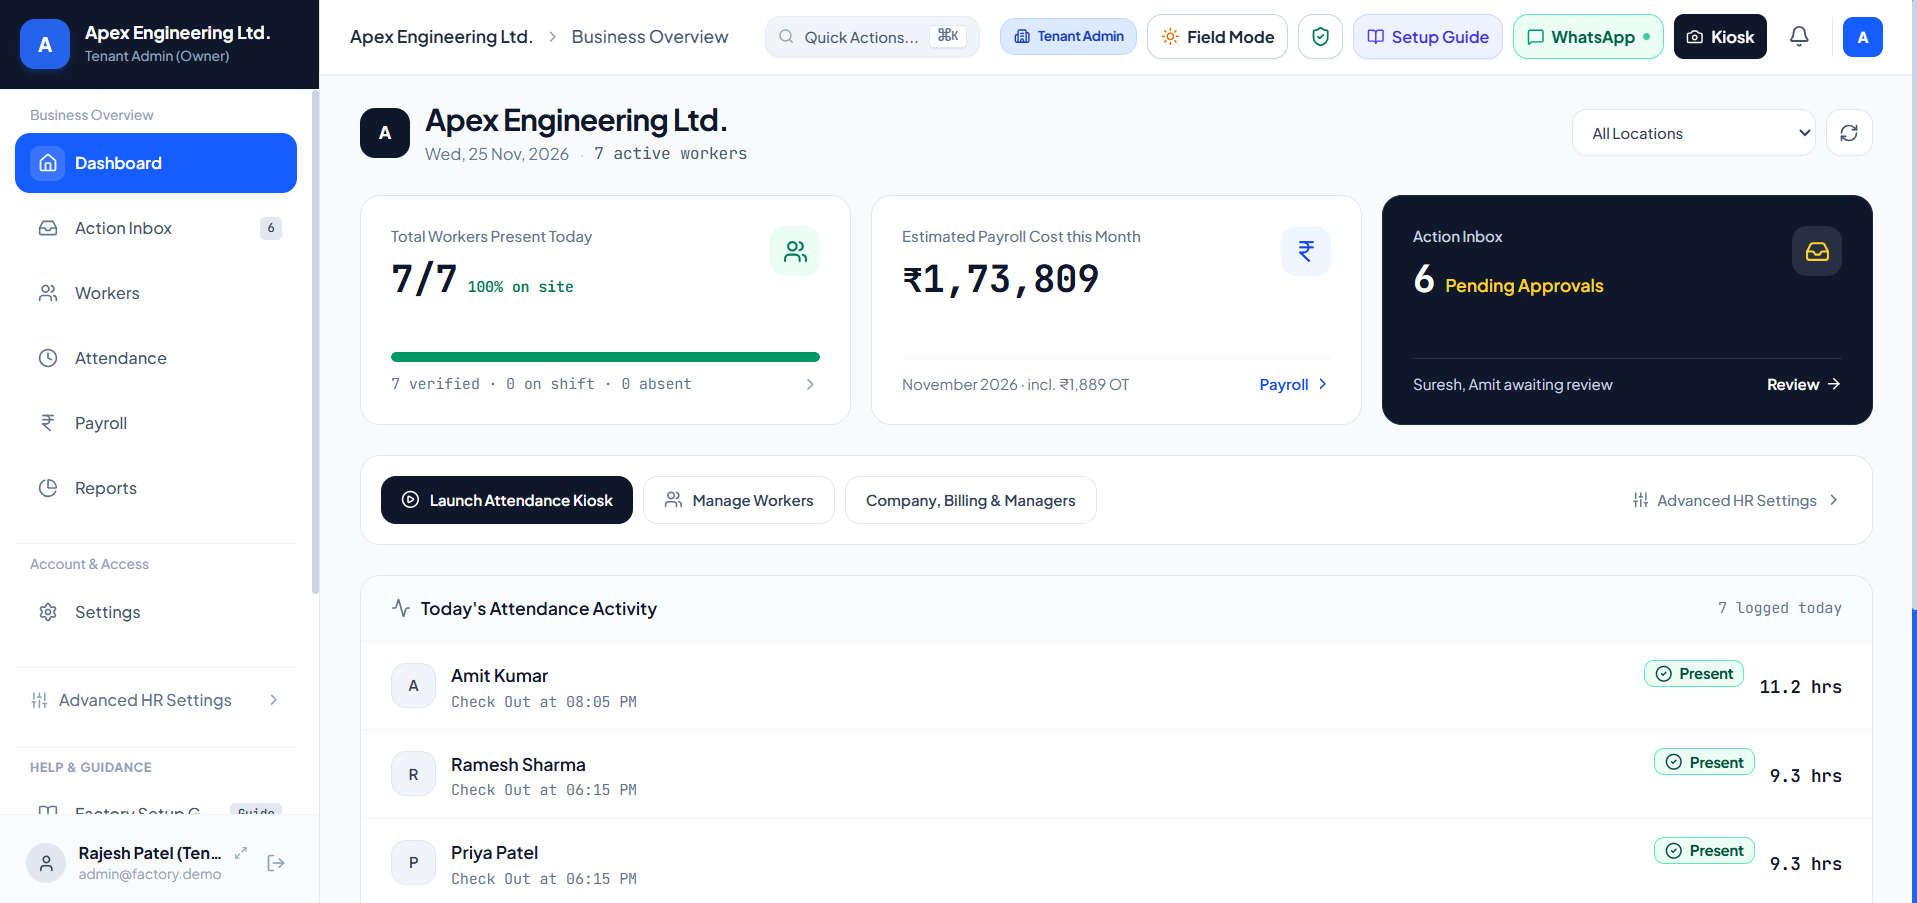 A
Apex Engineering Ltd.
Tenant Admin (Owner)
Business Overview
Dashboard
Action Inbox 6
Workers
Attendance
Payroll
Reports
Account & Access
Settings
Advanced HR Settings
HELP & GUIDANCE
Factory Setup G... Guide
Rajesh Patel (Ten...
admin@factory.demo
Apex Engineering Ltd. > Business Overview
Quick Actions... ⌘K
Tenant Admin
Field Mode
Setup Guide
WhatsApp
Kiosk
A
A
Apex Engineering Ltd.
Wed, 25 Nov, 2026 · 7 active workers
All Locations
Total Workers Present Today
7/7 100% on site
7 verified · 0 on shift · 0 absent
Estimated Payroll Cost this Month
₹1,73,809
November 2026 · incl. ₹1,889 OT
Payroll
Action Inbox
6 Pending Approvals
Suresh, Amit awaiting review
Review →
Launch Attendance Kiosk
Manage Workers
Company, Billing & Managers
Advanced HR Settings
Today's Attendance Activity
7 logged today
A
Amit Kumar
Check Out at 08:05 PM
Present
11.2 hrs
R
Ramesh Sharma
Check Out at 06:15 PM
Present
9.3 hrs
P
Priya Patel
Check Out at 06:15 PM
Present
9.3 hrs